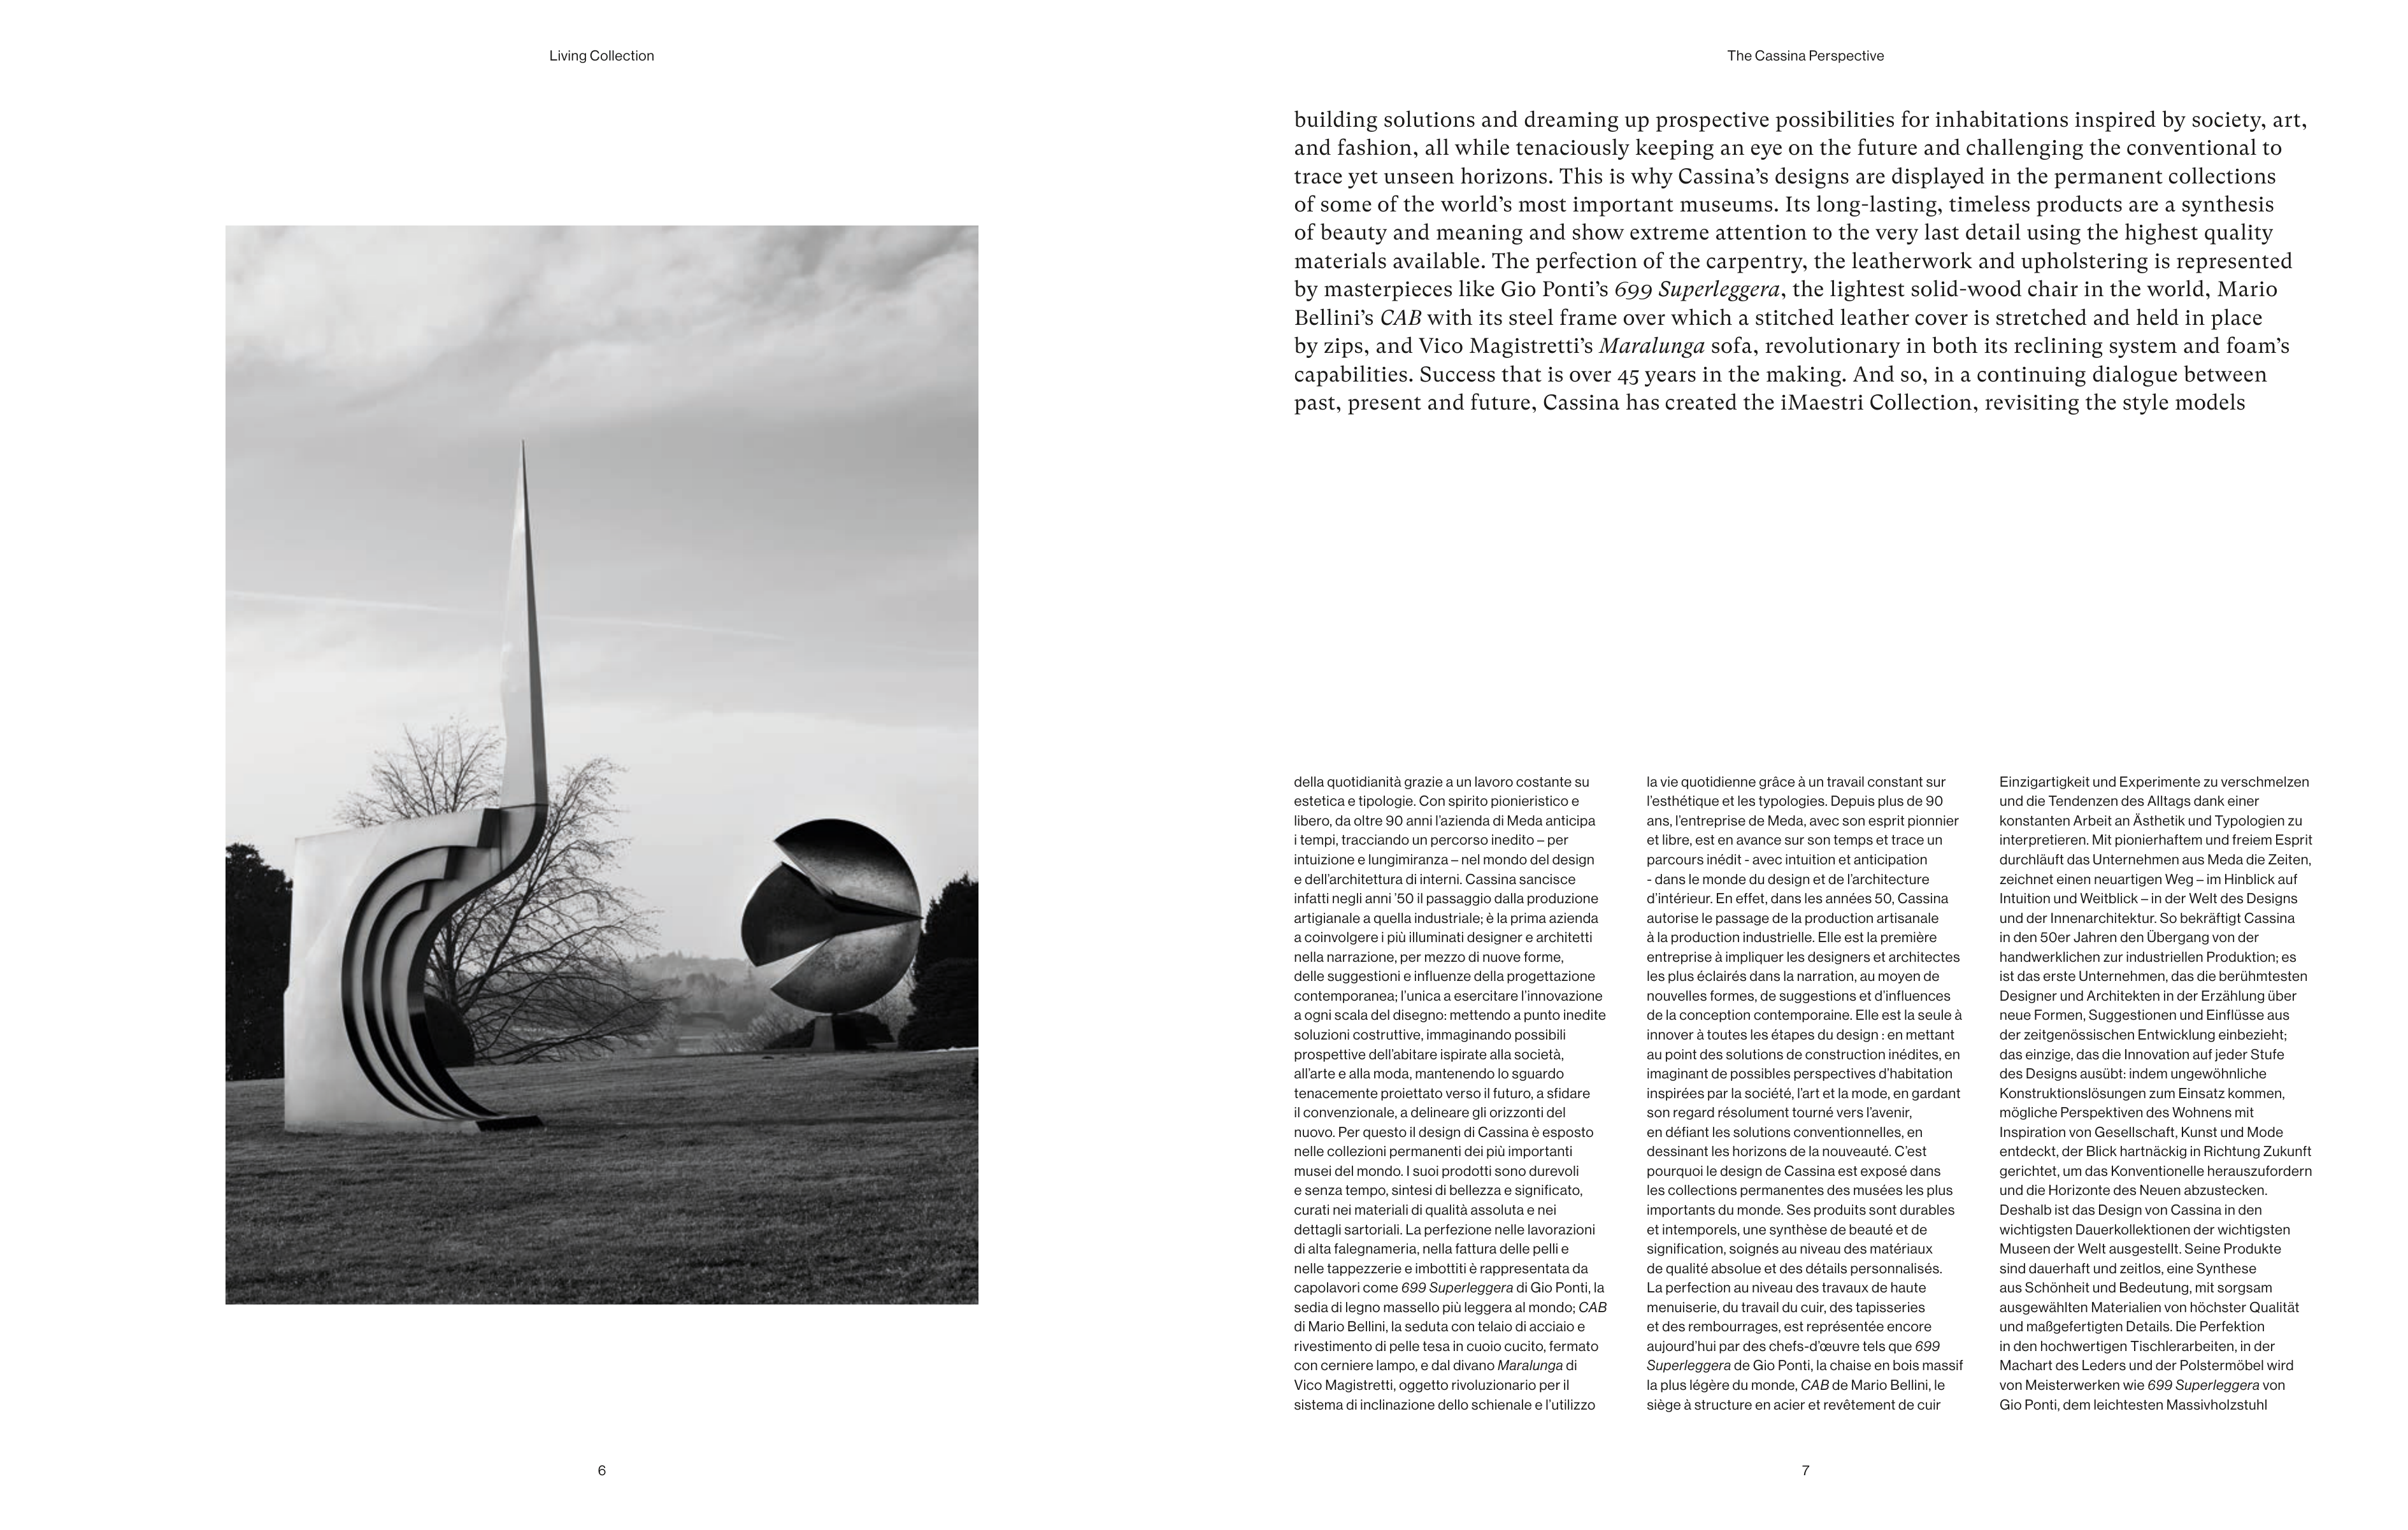 Living Collection
The Cassina Perspective
building solutions and dreaming up prospective possibilities for inhabitations inspired by society, art,
and fashion, all while tenaciously keeping an eye on the future and challenging the conventional to
trace yet unseen horizons. This is why Cassina’s designs are displayed in the permanent collections
of some of the world’s most important museums. Its long-lasting, timeless products are a synthesis
of beauty and meaning and show extreme attention to the very last detail using the highest quality
materials available. The perfection of the carpentry, the leatherwork and upholstering is represented
by masterpieces like Gio Ponti’s 699 Superleggera, the lightest solid-wood chair in the world, Mario
Bellini’s CAB with its steel frame over which a stitched leather cover is stretched and held in place
by zips, and Vico Magistretti’s Maralunga sofa, revolutionary in both its reclining system and foam’s
capabilities. Success that is over 45 years in the making. And so, in a continuing dialogue between
past, present and future, Cassina has created the iMaestri Collection, revisiting the style models
della quotidianità grazie a un lavoro costante su
estetica e tipologie. Con spirito pionieristico e
libero, da oltre 90 anni l’azienda di Meda anticipa
i tempi, tracciando un percorso inedito – per
intuizione e lungimiranza – nel mondo del design
e dell’architettura di interni. Cassina sancisce
infatti negli anni ’50 il passaggio dalla produzione
artigianale a quella industriale; è la prima azienda
a coinvolgere i più illuminati designer e architetti
nella narrazione, per mezzo di nuove forme,
delle suggestioni e influenze della progettazione
contemporanea; l’unica a esercitare l’innovazione
a ogni scala del disegno: mettendo a punto inedite
soluzioni costruttive, immaginando possibili
prospettive dell’abitare ispirate alla società,
all’arte e alla moda, mantenendo lo sguardo
tenacemente proiettato verso il futuro, a sfidare
il convenzionale, a delineare gli orizzonti del
nuovo. Per questo il design di Cassina è esposto
nelle collezioni permanenti dei più importanti
musei del mondo. I suoi prodotti sono durevoli
e senza tempo, sintesi di bellezza e significato,
curati nei materiali di qualità assoluta e nei
dettagli sartoriali. La perfezione nelle lavorazioni
di alta falegnameria, nella fattura delle pelli e
nelle tappezzerie e imbottiti è rappresentata da
capolavori come 699 Superleggera di Gio Ponti, la
sedia di legno massello più leggera al mondo; CAB
di Mario Bellini, la seduta con telaio di acciaio e
rivestimento di pelle tesa in cuoio cucito, fermato
con cerniere lampo, e dal divano Maralunga di
Vico Magistretti, oggetto rivoluzionario per il
sistema di inclinazione dello schienale e l’utilizzo
la vie quotidienne grâce à un travail constant sur
l’esthétique et les typologies. Depuis plus de 90
ans, l’entreprise de Meda, avec son esprit pionnier
et libre, est en avance sur son temps et trace un
parcours inédit - avec intuition et anticipation
- dans le monde du design et de l’architecture
d’intérieur. En effet, dans les années 50, Cassina
autorise le passage de la production artisanale
à la production industrielle. Elle est la première
entreprise à impliquer les designers et architectes
les plus éclairés dans la narration, au moyen de
nouvelles formes, de suggestions et d’influences
de la conception contemporaine. Elle est la seule à
innover à toutes les étapes du design : en mettant
au point des solutions de construction inédites, en
imaginant de possibles perspectives d’habitation
inspirées par la société, l’art et la mode, en gardant
son regard résolument tourné vers l’avenir,
en défiant les solutions conventionnelles, en
dessinant les horizons de la nouveauté. C’est
pourquoi le design de Cassina est exposé dans
les collections permanentes des musées les plus
importants du monde. Ses produits sont durables
et intemporels, une synthèse de beauté et de
signification, soignés au niveau des matériaux
de qualité absolue et des détails personnalisés.
La perfection au niveau des travaux de haute
menuiserie, du travail du cuir, des tapisseries
et des rembourrages, est représentée encore
aujourd’hui par des chefs-d’œuvre tels que 699
Superleggera de Gio Ponti, la chaise en bois massif
la plus légère du monde, CAB de Mario Bellini, le
siège à structure en acier et revêtement de cuir
Einzigartigkeit und Experimente zu verschmelzen
und die Tendenzen des Alltags dank einer
konstanten Arbeit an Ästhetik und Typologien zu
interpretieren. Mit pionierhaftem und freiem Esprit
durchläuft das Unternehmen aus Meda die Zeiten,
zeichnet einen neuartigen Weg – im Hinblick auf
Intuition und Weitblick – in der Welt des Designs
und der Innenarchitektur. So bekräftigt Cassina
in den 50er Jahren den Übergang von der
handwerklichen zur industriellen Produktion; es
ist das erste Unternehmen, das die berühmtesten
Designer und Architekten in der Erzählung über
neue Formen, Suggestionen und Einflüsse aus
der zeitgenössischen Entwicklung einbezieht;
das einzige, das die Innovation auf jeder Stufe
des Designs ausübt: indem ungewöhnliche
Konstruktionslösungen zum Einsatz kommen,
mögliche Perspektiven des Wohnens mit
Inspiration von Gesellschaft, Kunst und Mode
entdeckt, der Blick hartnäckig in Richtung Zukunft
gerichtet, um das Konventionelle herauszufordern
und die Horizonte des Neuen abzustecken.
Deshalb ist das Design von Cassina in den
wichtigsten Dauerkollektionen der wichtigsten
Museen der Welt ausgestellt. Seine Produkte
sind dauerhaft und zeitlos, eine Synthese
aus Schönheit und Bedeutung, mit sorgsam
ausgewählten Materialien von höchster Qualität
und maßgefertigten Details. Die Perfektion
in den hochwertigen Tischlerarbeiten, in der
Machart des Leders und der Polstermöbel wird
von Meisterwerken wie 699 Superleggera von
Gio Ponti, dem leichtesten Massivholzstuhl
6
7